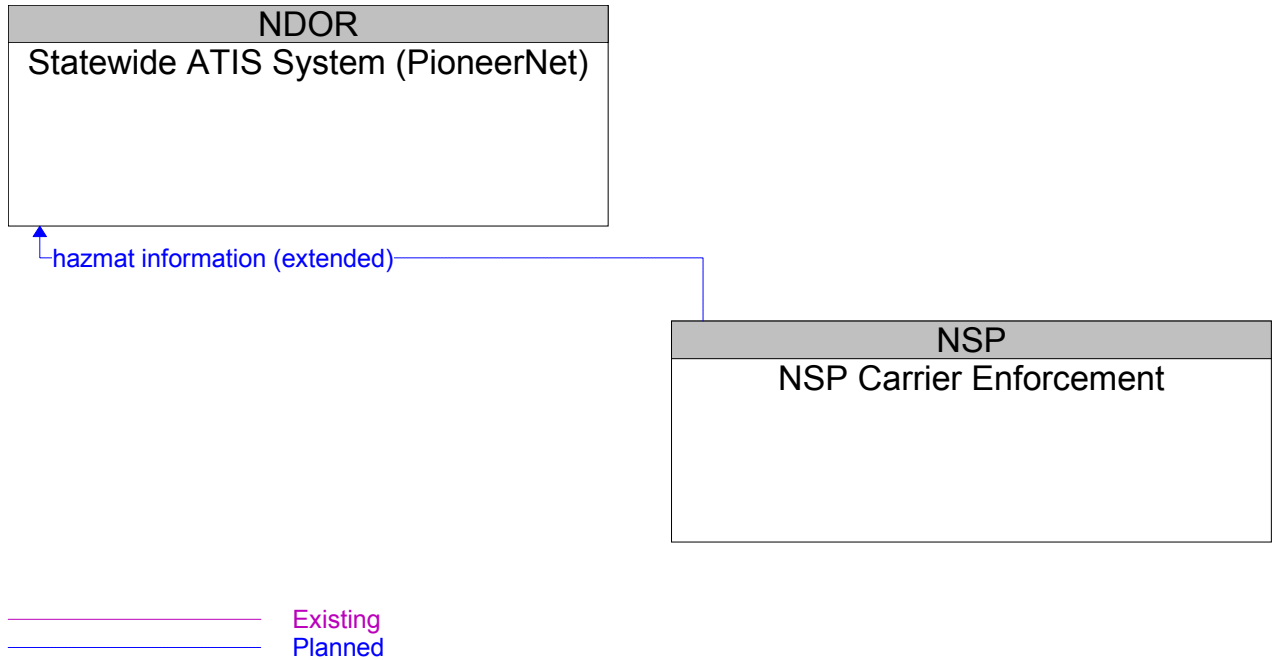 NDOR
Statewide ATIS System (PioneerNet)
hazmat information (extended)
NSP
NSP Carrier Enforcement
Existing
Planned